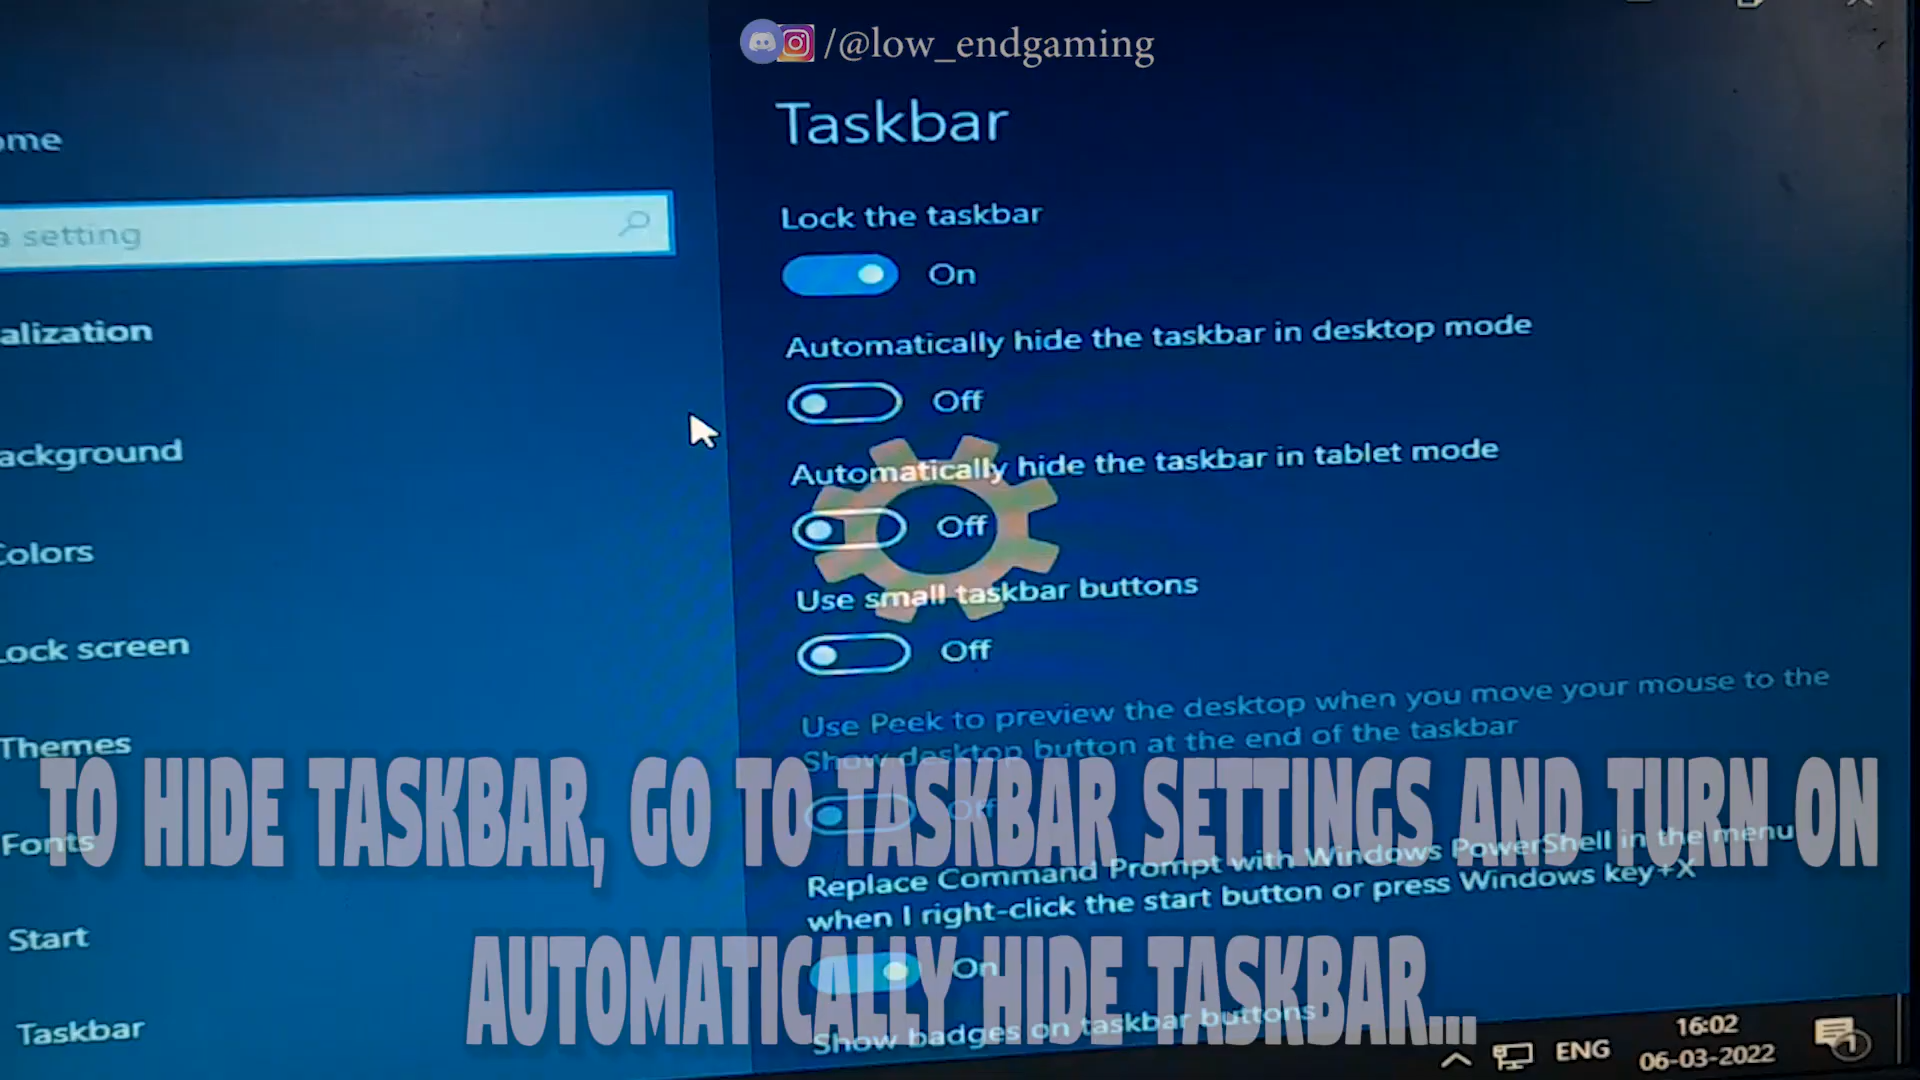 /@low_endgaming
ome
a setting
alization
ackground
Colors
Lock screen
Themes
Fonts
Start
Taskbar
Taskbar
Lock the taskbar
On
Automatically hide the taskbar in desktop mode
Off
Automatically hide the taskbar in tablet mode
Off
Use small taskbar buttons
Off
Use Peek to preview the desktop when you move your mouse to the
Show desktop button at the end of the taskbar
Off
Replace Command Prompt with Windows PowerShell in the menu
when I right-click the start button or press Windows key+X
On
Show badges on taskbar buttons
TO HIDE TASKBAR, GO TO TASKBAR SETTINGS AND TURN ON
AUTOMATICALLY HIDE TASKBAR...
ENG
16:02
06-03-2022
1